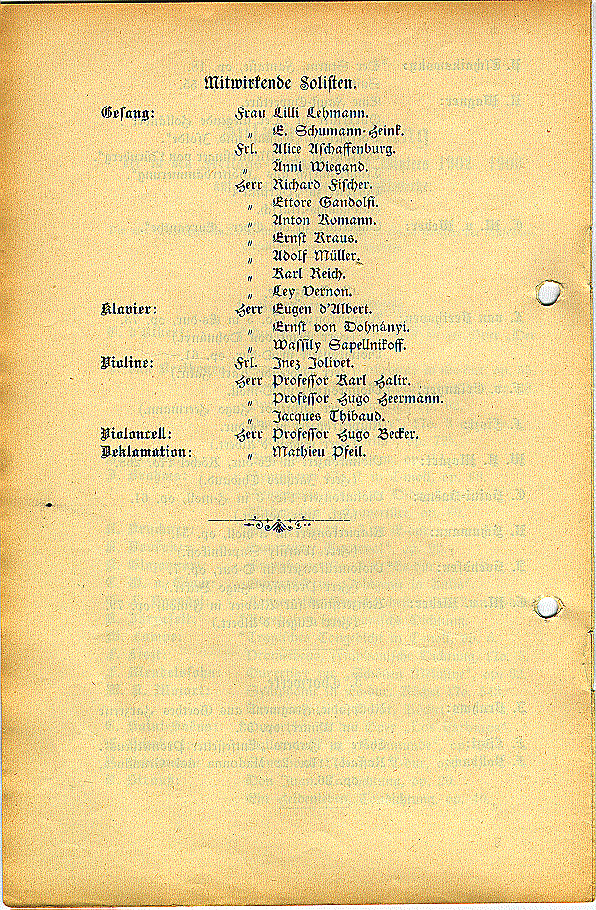 Mitwirkende Solisten.
Gesang: Frau Lilli Lehmann.
„ E. Schumann-Heink.
Frl. Alice Aschaffenburg.
„ Änni Wiegand.
Herr Richard Fischer.
„ Ettore Gandolfi.
„ Anton Komann.
„ Ernst Kraus.
„ Adolf Müller.
„ Karl Reich.
„ Ley Vernon.
Klavier: Herr Eugen d'Albert.
„ Ernst von Dohnányi.
„ Wassily Sapelnikoff.
Violine: Frl. Inez Jolivet.
Herr Professor Karl Halir.
„ Professor Hugo Heermann.
„ Jacques Thibaud.
Violoncell: Herr Professor Hugo Becker.
Deklamation: „ Mathieu Pfeil.